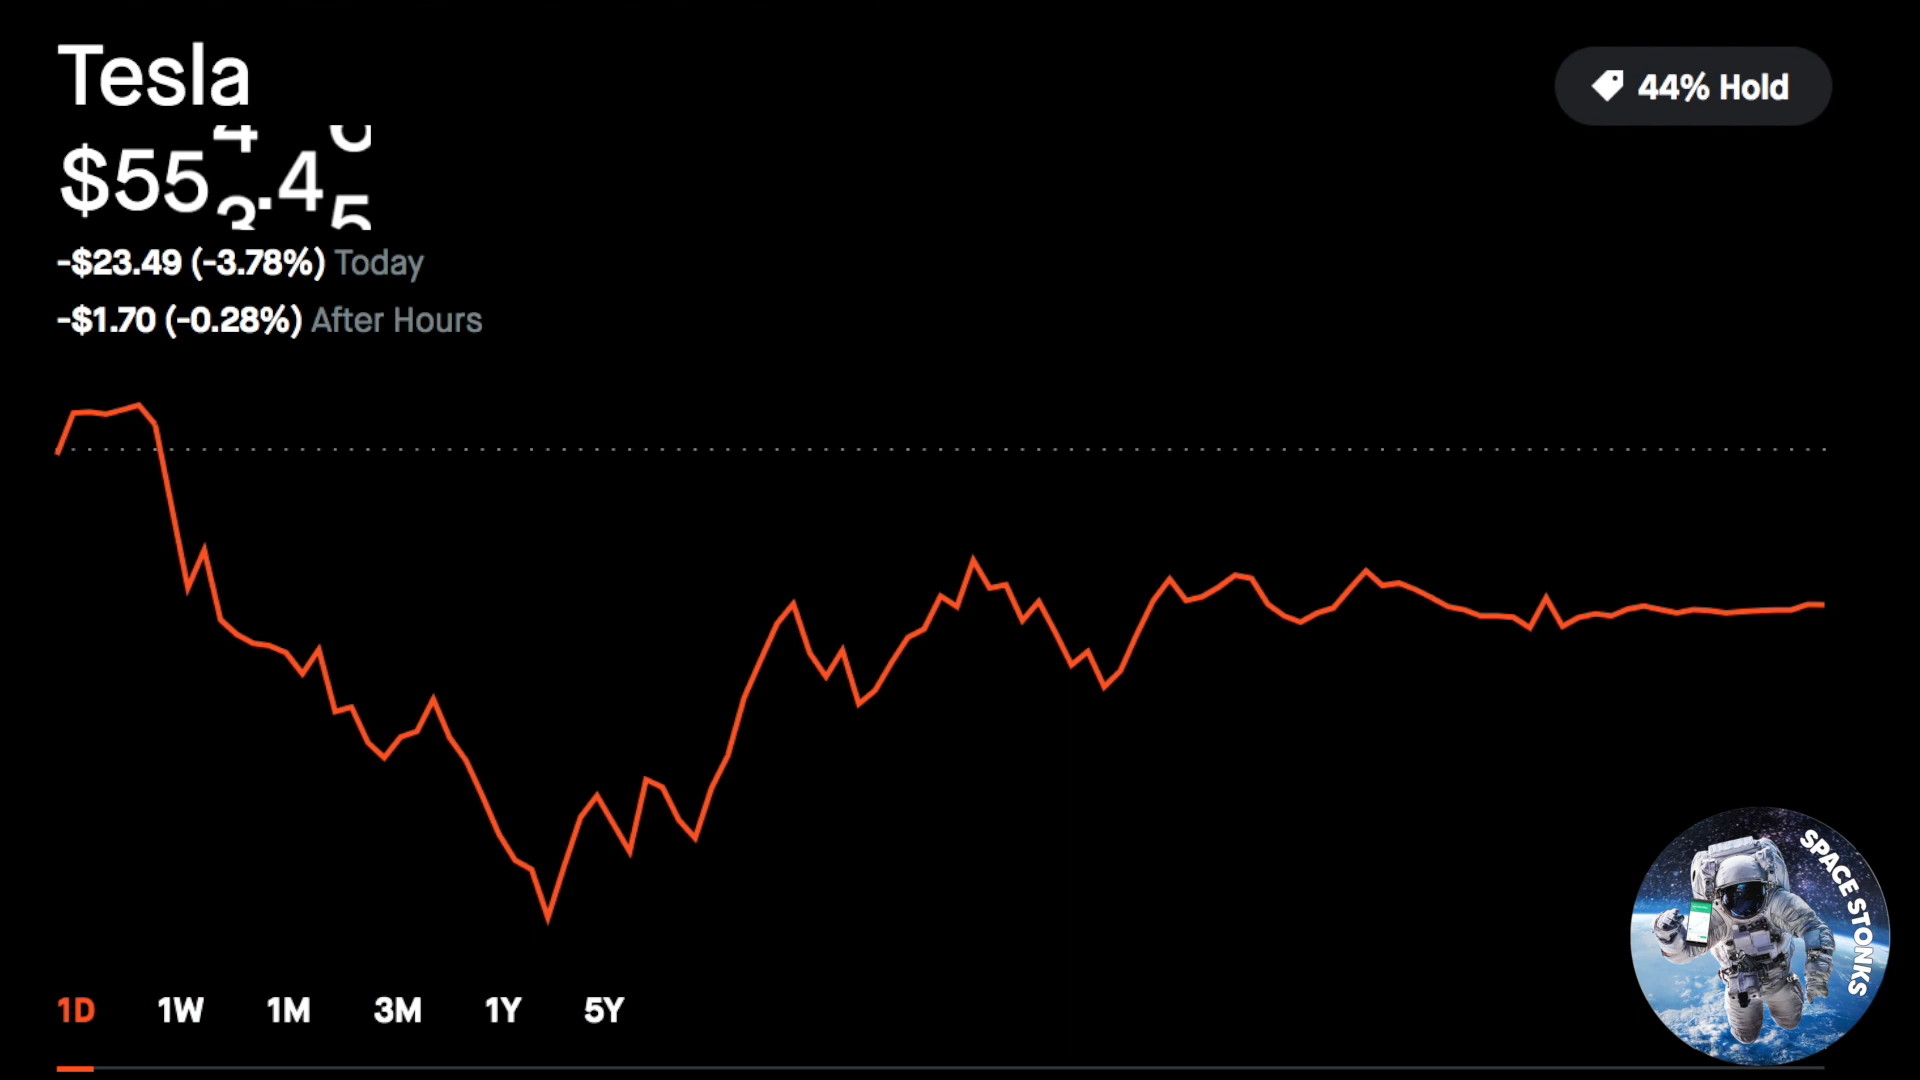 Tesla
44% Hold
-$23.49 (-3.78%) Today
-$1.70 (-0.28%) After Hours
1D 1W 1M 3M 1Y 5Y
SPACE STONKS